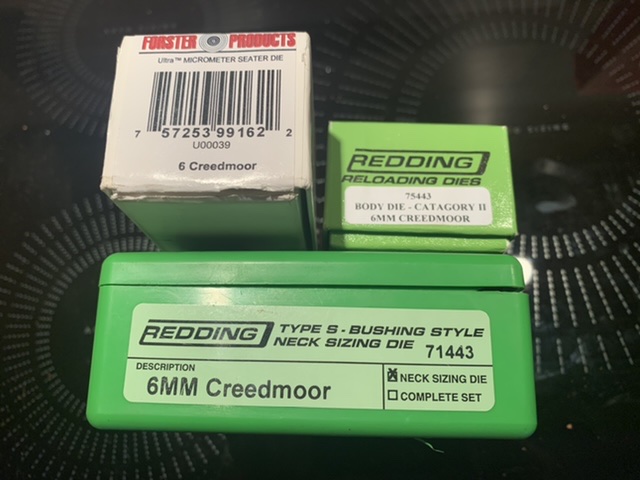 FORSTER PRODUCTS
Ultra™ MICROMETER SEATER DIE
7 57253 99162 2
U00039
6 Creedmoor
REDDING
RELOADING DIES
75443
BODY DIE - CATAGORY II
6MM CREEDMOOR
REDDING
TYPE S - BUSHING STYLE
NECK SIZING DIE 71443
DESCRIPTION
6MM Creedmoor
NECK SIZING DIE
COMPLETE SET